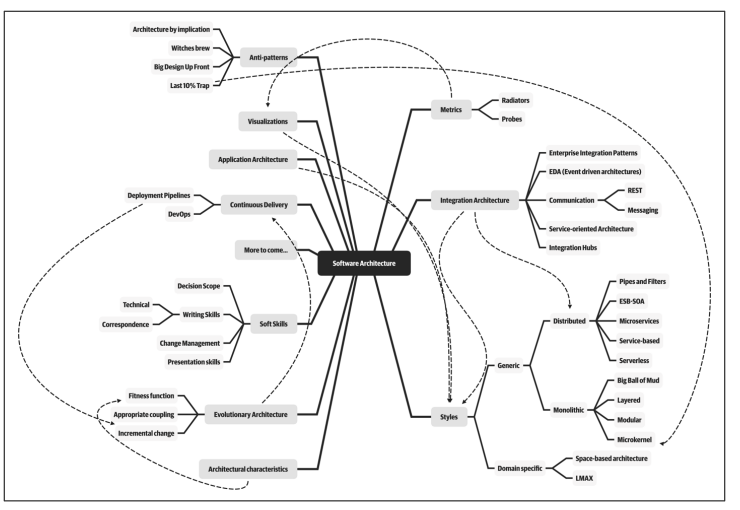 Architecture by implication
Witches brew
Big Design Up Front
Last 10% Trap
Anti-patterns
Visualizations
Application Architecture
Deployment Pipelines
DevOps
Continuous Delivery
More to come...
Decision Scope
Technical
Correspondence
Writing Skills
Change Management
Presentation skills
Soft Skills
Fitness function
Appropriate coupling
Incremental change
Evolutionary Architecture
Architectural characteristics
Software Architecture
Metrics
Radiators
Probes
Integration Architecture
Enterprise Integration Patterns
EDA (Event driven architectures)
Communication
REST
Messaging
Service-oriented Architecture
Integration Hubs
Styles
Generic
Distributed
Pipes and Filters
ESB-SOA
Microservices
Service-based
Serverless
Monolithic
Big Ball of Mud
Layered
Modular
Microkernel
Domain specific
Space-based architecture
LMAX